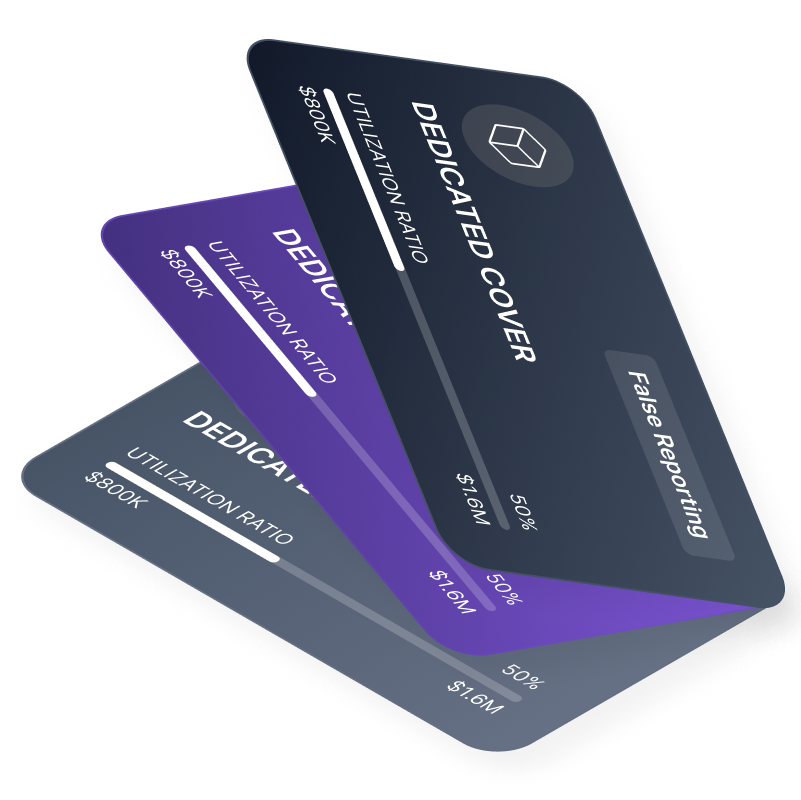 False Reporting
DEDICATED COVER
UTILIZATION RATIO
50%
$800K
$1.6M
UTILIZATION RATIO
50%
$800K
$1.6M
UTILIZATION RATIO
50%
$800K
$1.6M